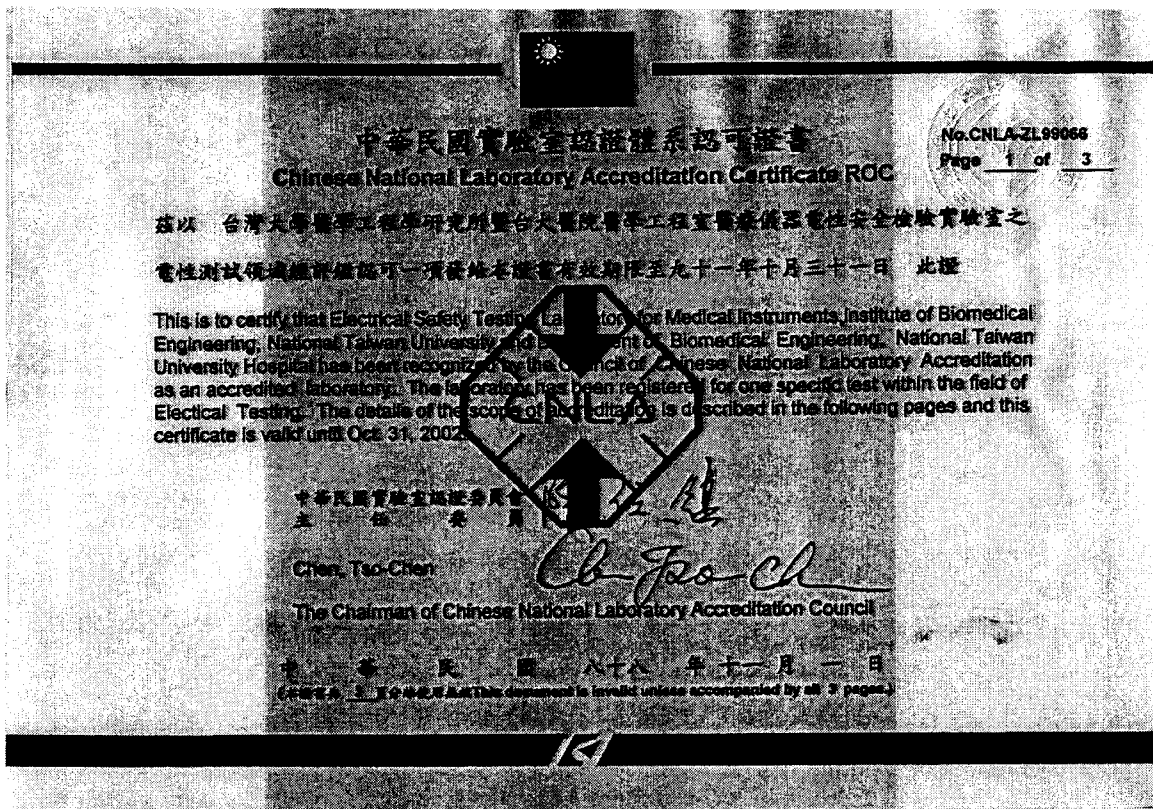 No.CNLA-ZL99066
Page 1 of 3
中華民國實驗室認證體系認可證書
Chinese National Laboratory Accreditation Certificate ROC
茲以 台灣大學醫學工程學研究所暨台大醫院醫學工程室醫療儀器電性安全檢驗實驗室之
電性測試領域經評鑑認可一項發給本證書有效期限至九十一年十月三十一日 此證
This is to certify that Electrical Safety Testing Laboratory for Medical Instruments, Institute of Biomedical
Engineering, National Taiwan University and Department of Biomedical Engineering, National Taiwan
University Hospital has been recognized by the Council of Chinese National Laboratory Accreditation
as an accredited laboratory. The laboratory has been registered for one specific test within the field of
Electical Testing. The details of the scope of accreditation is described in the following pages and this
certificate is valid until Oct. 31, 2002.
CNLA
中華民國實驗室認證委員會
主任委員
Chen, Tso-Chen
The Chairman of Chinese National Laboratory Accreditation Council
中華民國八十八年十一月一日
This document is invalid unless accompanied by all 3 pages.)
14